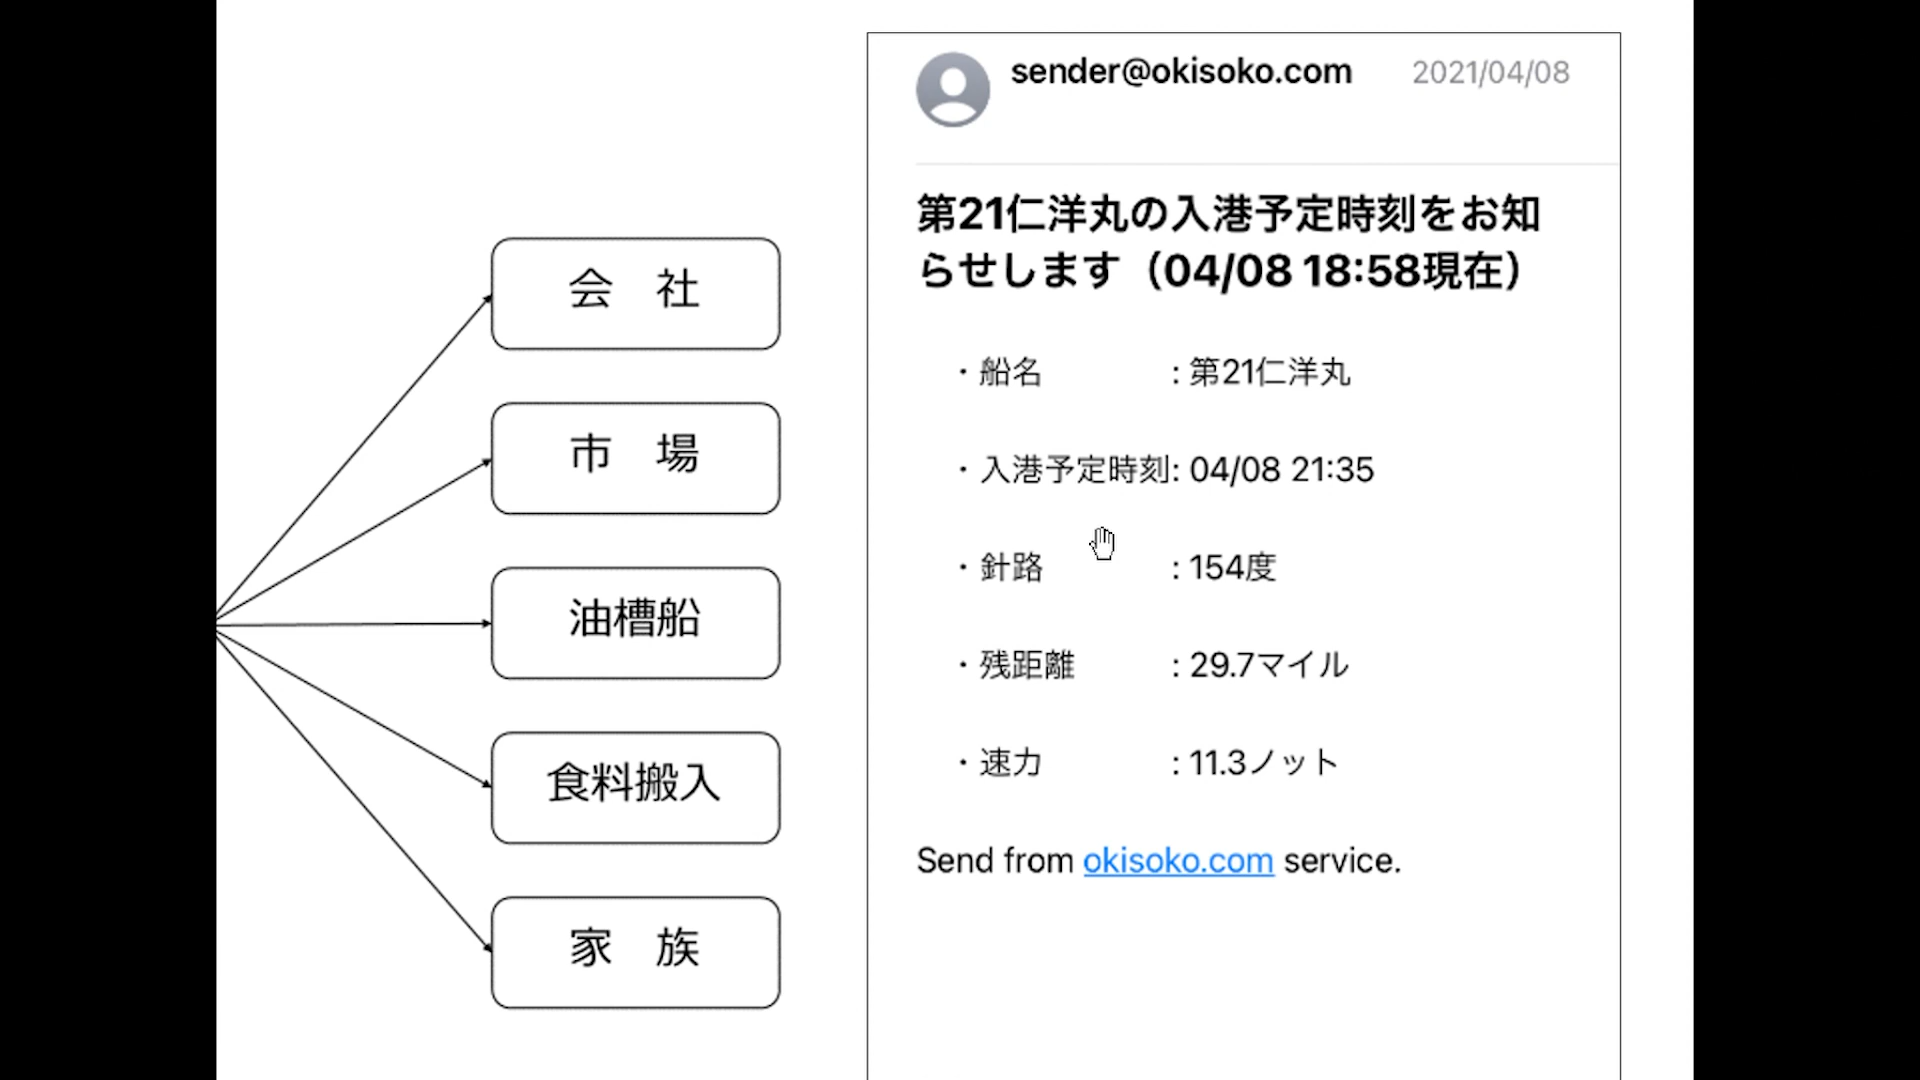 会　社
市　場
油槽船
食料搬入
家　族
sender@okisoko.com 2021/04/08
第21仁洋丸の入港予定時刻をお知
らせします（04/08 18:58現在）
・船名　　　　: 第21仁洋丸
・入港予定時刻: 04/08 21:35
・針路　　　　: 154度
・残距離　　　: 29.7マイル
・速力　　　　: 11.3ノット
Send from okisoko.com service.